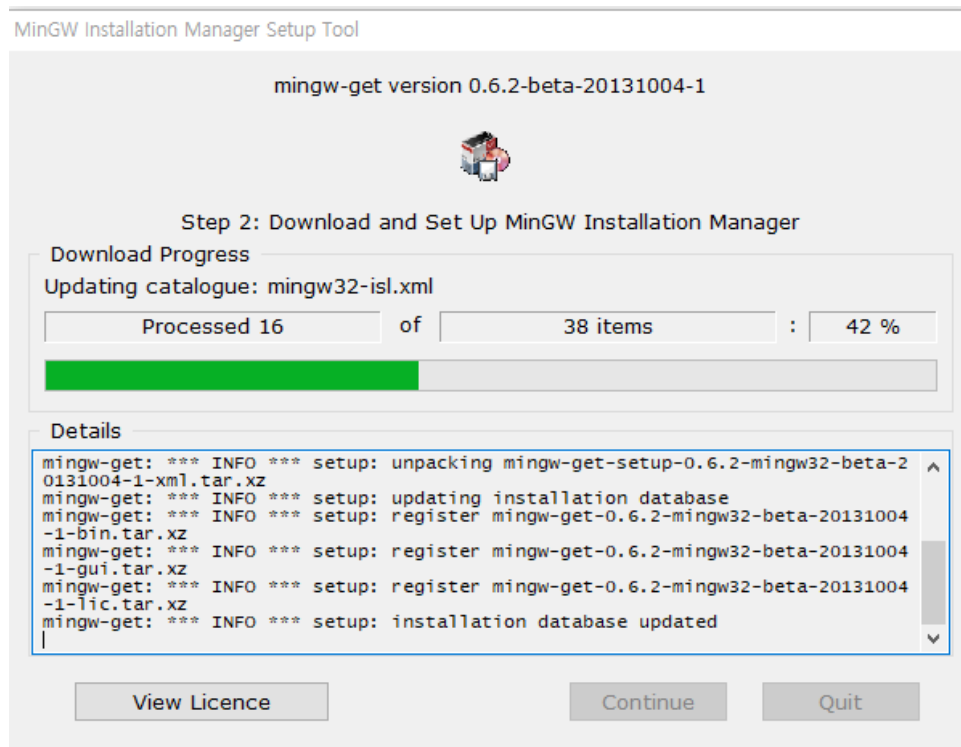 MinGW Installation Manager Setup Tool
mingw-get version 0.6.2-beta-20131004-1
Step 2: Download and Set Up MinGW Installation Manager
Download Progress
Updating catalogue: mingw32-isl.xml
Processed 16 of 38 items : 42 %
Details
mingw-get: *** INFO *** setup: unpacking mingw-get-setup-0.6.2-mingw32-beta-2
0131004-1-xml.tar.xz
mingw-get: *** INFO *** setup: updating installation database
mingw-get: *** INFO *** setup: register mingw-get-0.6.2-mingw32-beta-20131004
-1-bin.tar.xz
mingw-get: *** INFO *** setup: register mingw-get-0.6.2-mingw32-beta-20131004
-1-gui.tar.xz
mingw-get: *** INFO *** setup: register mingw-get-0.6.2-mingw32-beta-20131004
-1-lic.tar.xz
mingw-get: *** INFO *** setup: installation database updated
View Licence Continue Quit